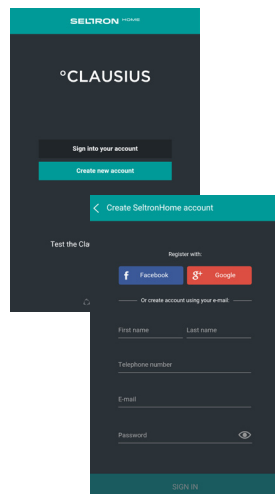 SELTRON HOME
°CLAUSIUS
Sign into your account
Create new account
Test the Cla
Create SeltronHome account
Register with:
f Facebook
g+ Google
Or create account using your e-mail
First name Last name
Telephone number
E-mail
Password
SIGN IN